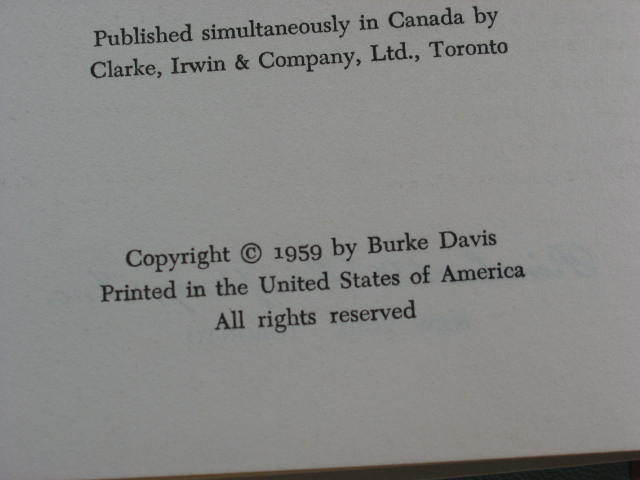 Published simultaneously in Canada by
Clarke, Irwin & Company, Ltd., Toronto
Copyright © 1959 by Burke Davis
Printed in the United States of America
All rights reserved